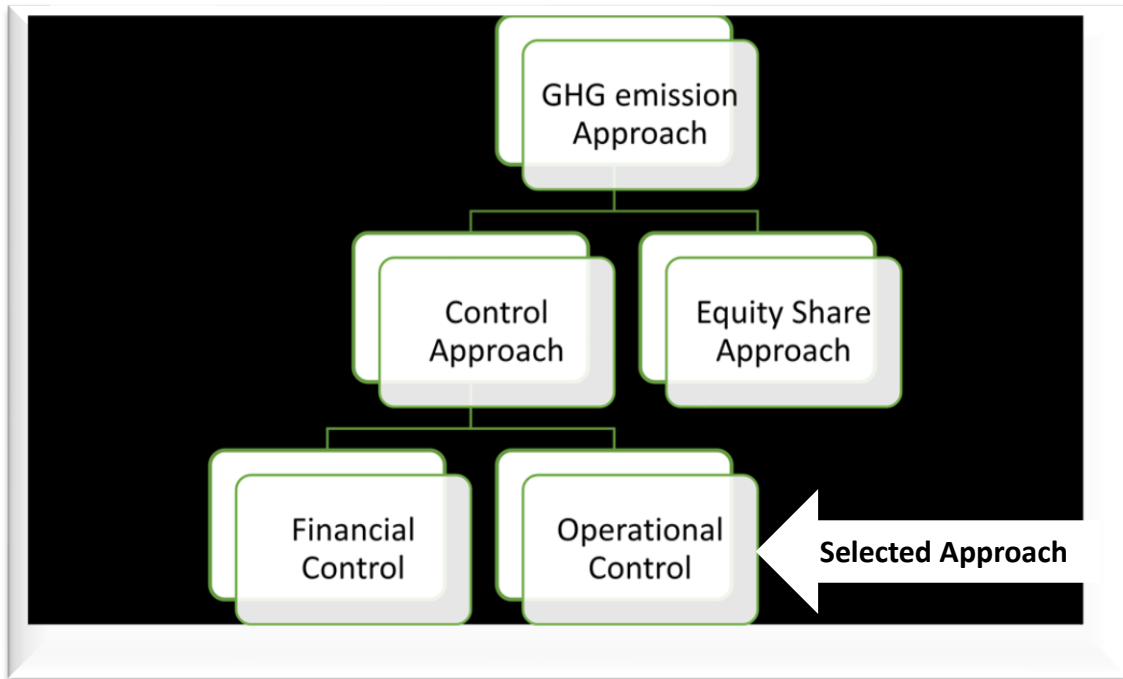 GHG emission
Approach
Control
Approach
Equity Share
Approach
Financial
Control
Operational
Control
Selected Approach